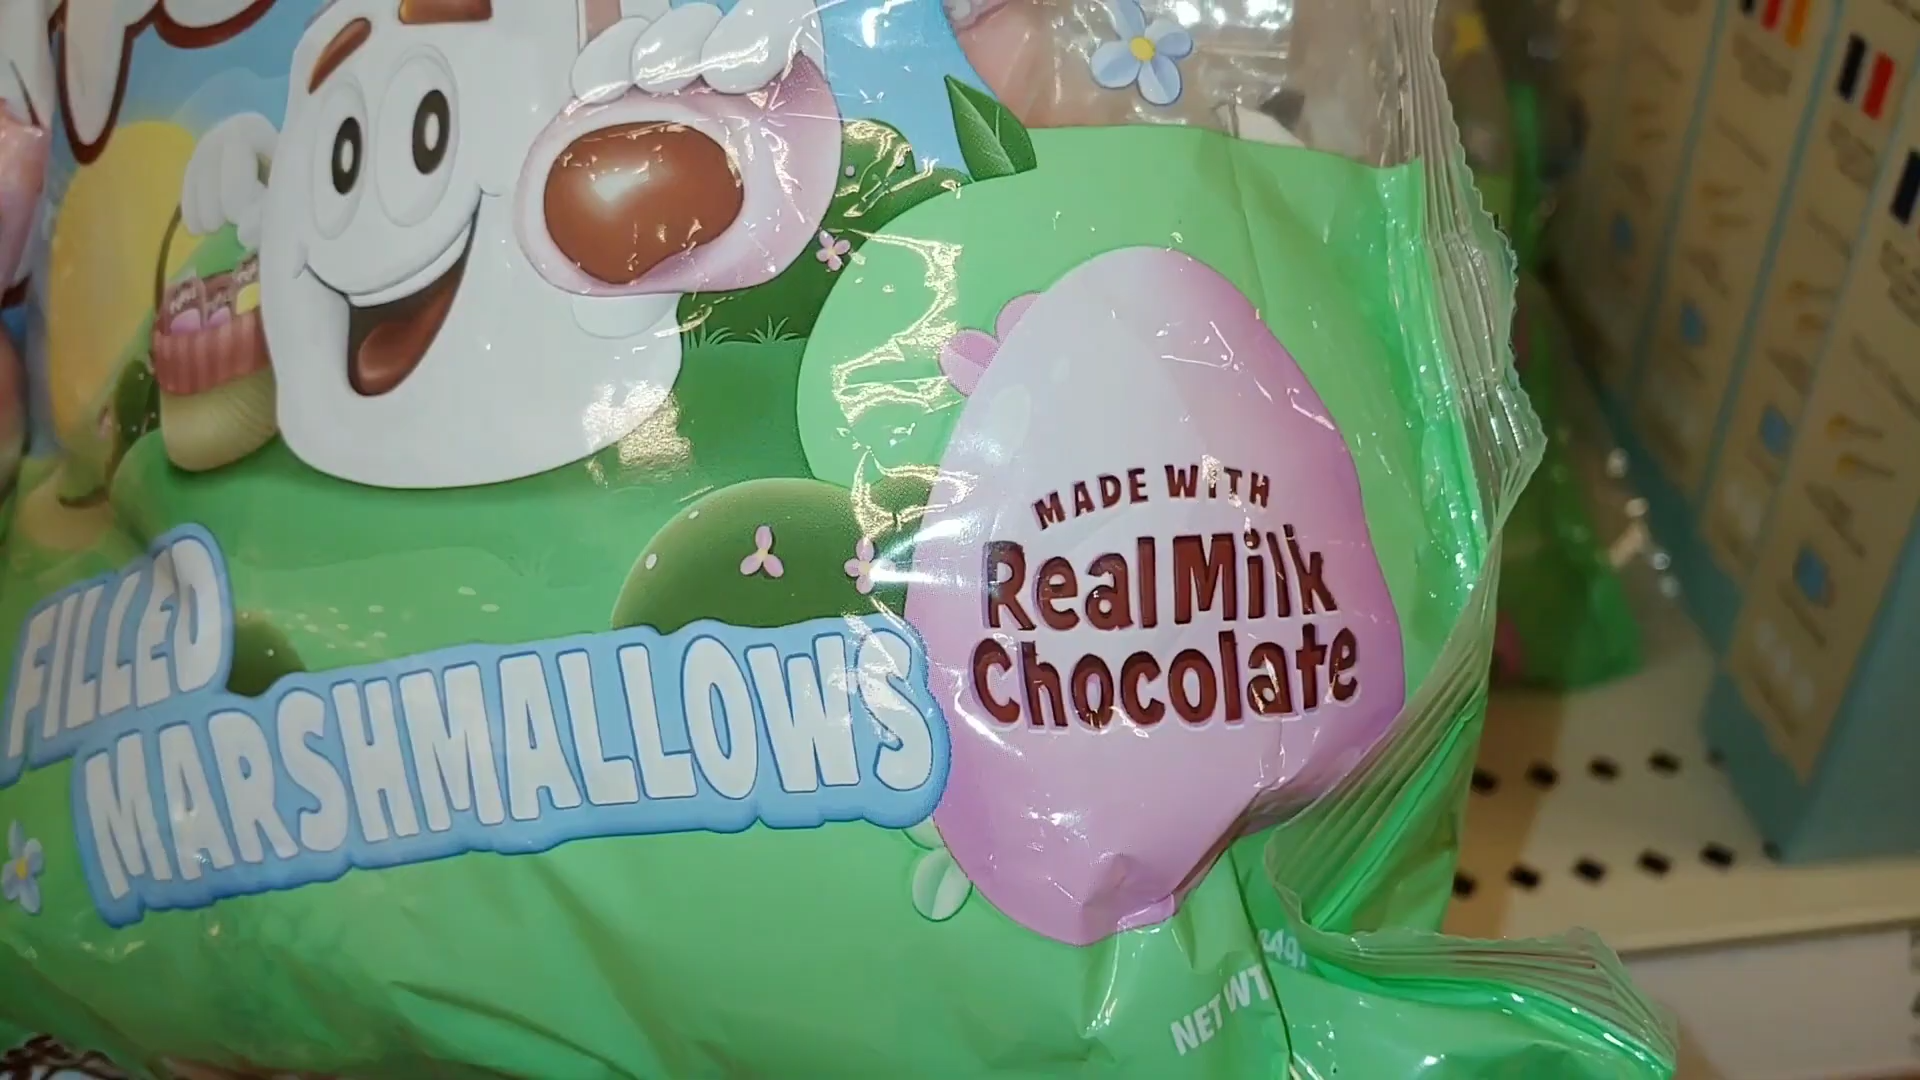 FILLED
MARSHMALLOWS
MADE WITH
Real Milk
Chocolate
NET WT